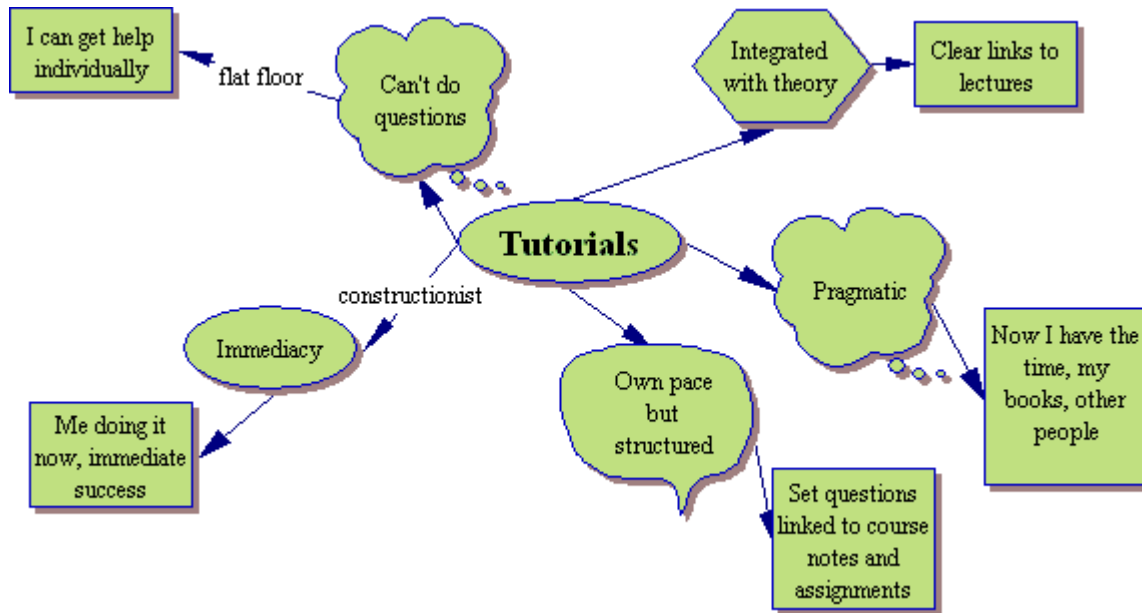 I can get help
individually
flat floor
Can't do
questions
Integrated
with theory
Clear links to
lectures
Tutorials
constructionist
Immediacy
Me doing it
now, immediate
success
Own pace
but
structured
Set questions
linked to course
notes and
assignments
Pragmatic
Now I have the
time, my
books, other
people